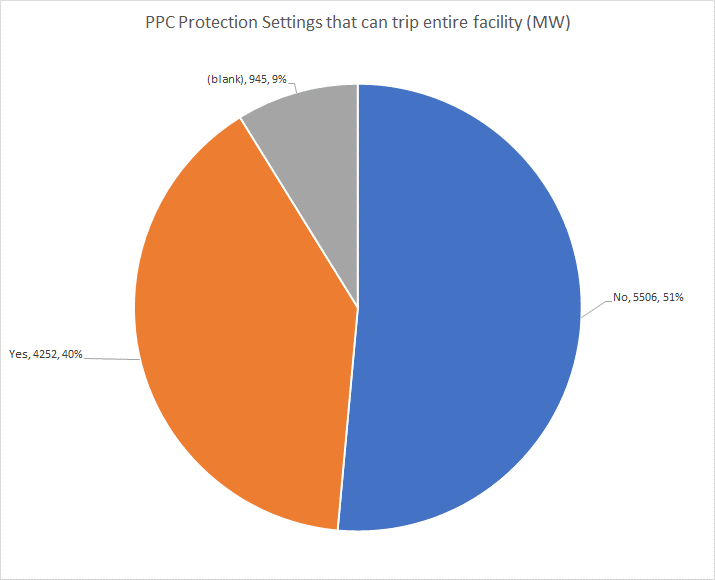 PPC Protection Settings that can trip entire facility (MW)
(blank), 945, 9%
No, 5506, 51%
Yes, 4252, 40%